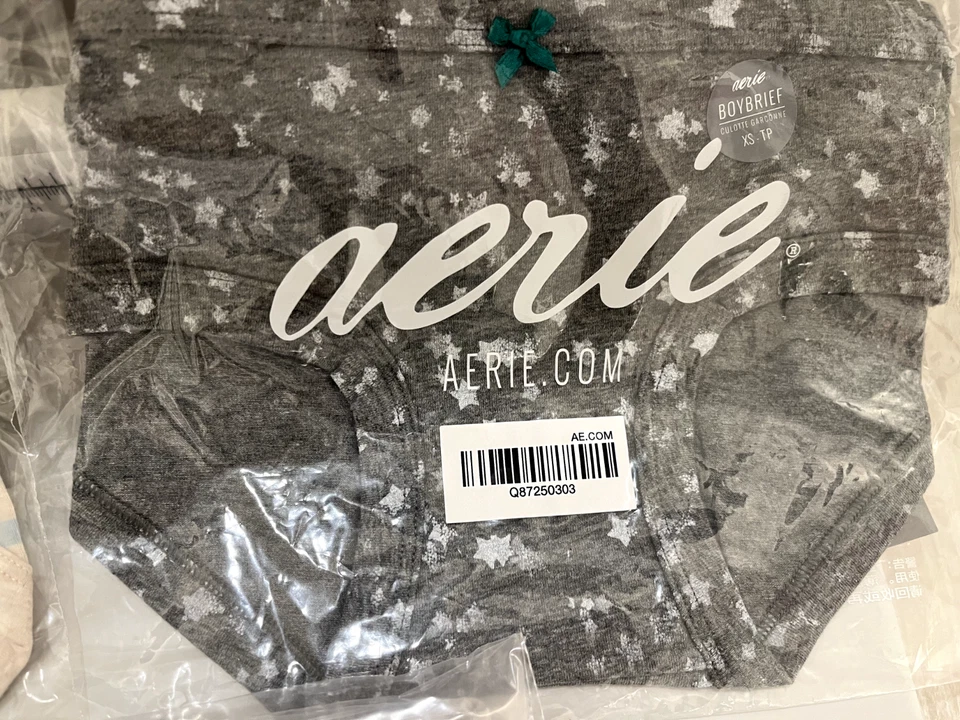 aerie
BOYBRIEF
CULOTTE GARÇONNE
XS · TP
aerie®
AERIE.COM
AE.COM
Q87250303